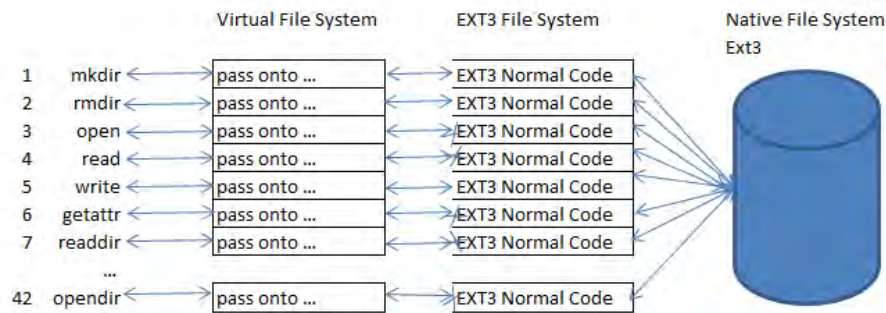 Virtual File System EXT3 File System Native File System
Ext3
1 mkdir pass onto ... EXT3 Normal Code
2 rmdir pass onto ... EXT3 Normal Code
3 open pass onto ... EXT3 Normal Code
4 read pass onto ... EXT3 Normal Code
5 write pass onto ... EXT3 Normal Code
6 getattr pass onto ... EXT3 Normal Code
7 readdir pass onto ... EXT3 Normal Code
...
42 opendir pass onto ... EXT3 Normal Code